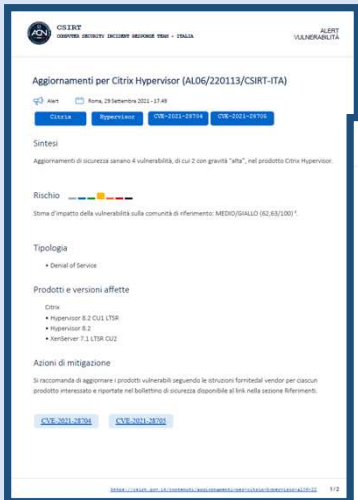 ACN
CSIRT
COMPUTER SECURITY INCIDENT RESPONSE TEAM - ITALIA
ALERT
VULNERABILITÀ
Aggiornamenti per Citrix Hypervisor (AL06/220113/CSIRT-ITA)
Alert Roma, 29 Settembre 2021 - 17:49
Citrix Hypervisor CVE-2021-28704 CVE-2021-28705
Sintesi
Aggiornamenti di sicurezza sanano 4 vulnerabilità, di cui 2 con gravità "alta", nel prodotto Citrix Hypervisor.
Rischio
Stima d'impatto della vulnerabilità sulla comunità di riferimento: MEDIO/GIALLO (62,63/100)
Tipologia
• Denial of Service
Prodotti e versioni affette
Citrix
• Hypervisor 8.2 CU1 LTSR
• Hypervisor 8.2
• XenServer 7.1 LTSR CU2
Azioni di mitigazione
Si raccomanda di aggiornare i prodotti vulnerabili seguendo le istruzioni fornitedal vendor per ciascun
prodotto interessato e riportate nel bollettino di sicurezza disponibile al link nella sezione Riferimenti.
CVE-2021-28704 CVE-2021-28705
1/2